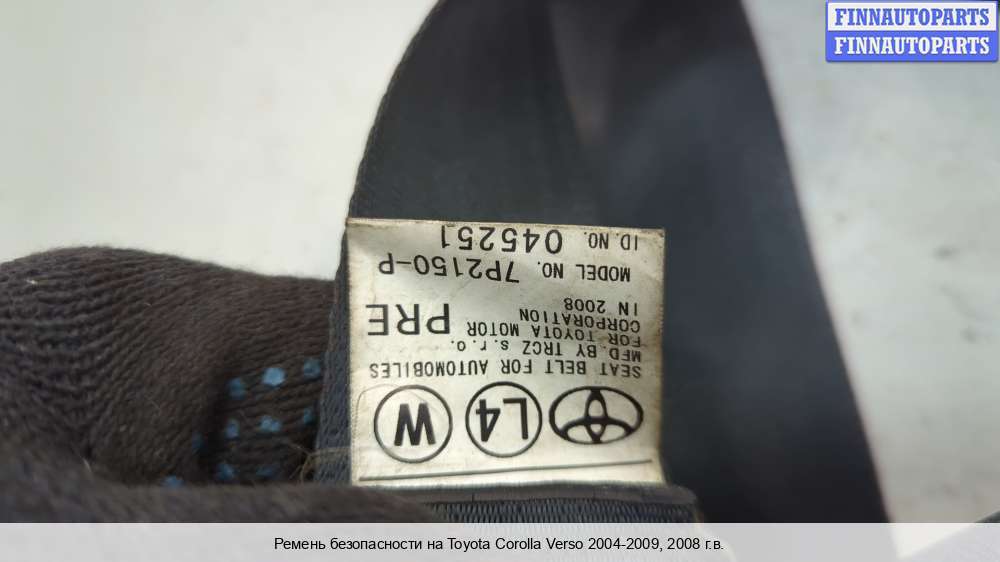 FINNAUTOPARTS
FINNAUTOPARTS
L4 W
SEAT BELT FOR AUTOMOBILES
MFD. BY TRCZ s.r.o.
FOR TOYOTA MOTOR
CORPORATION
IN 2008
PRE
MODEL NO. 7P2150-P
ID.NO. 045251
Ремень безопасности на Toyota Corolla Verso 2004-2009, 2008 г.в.